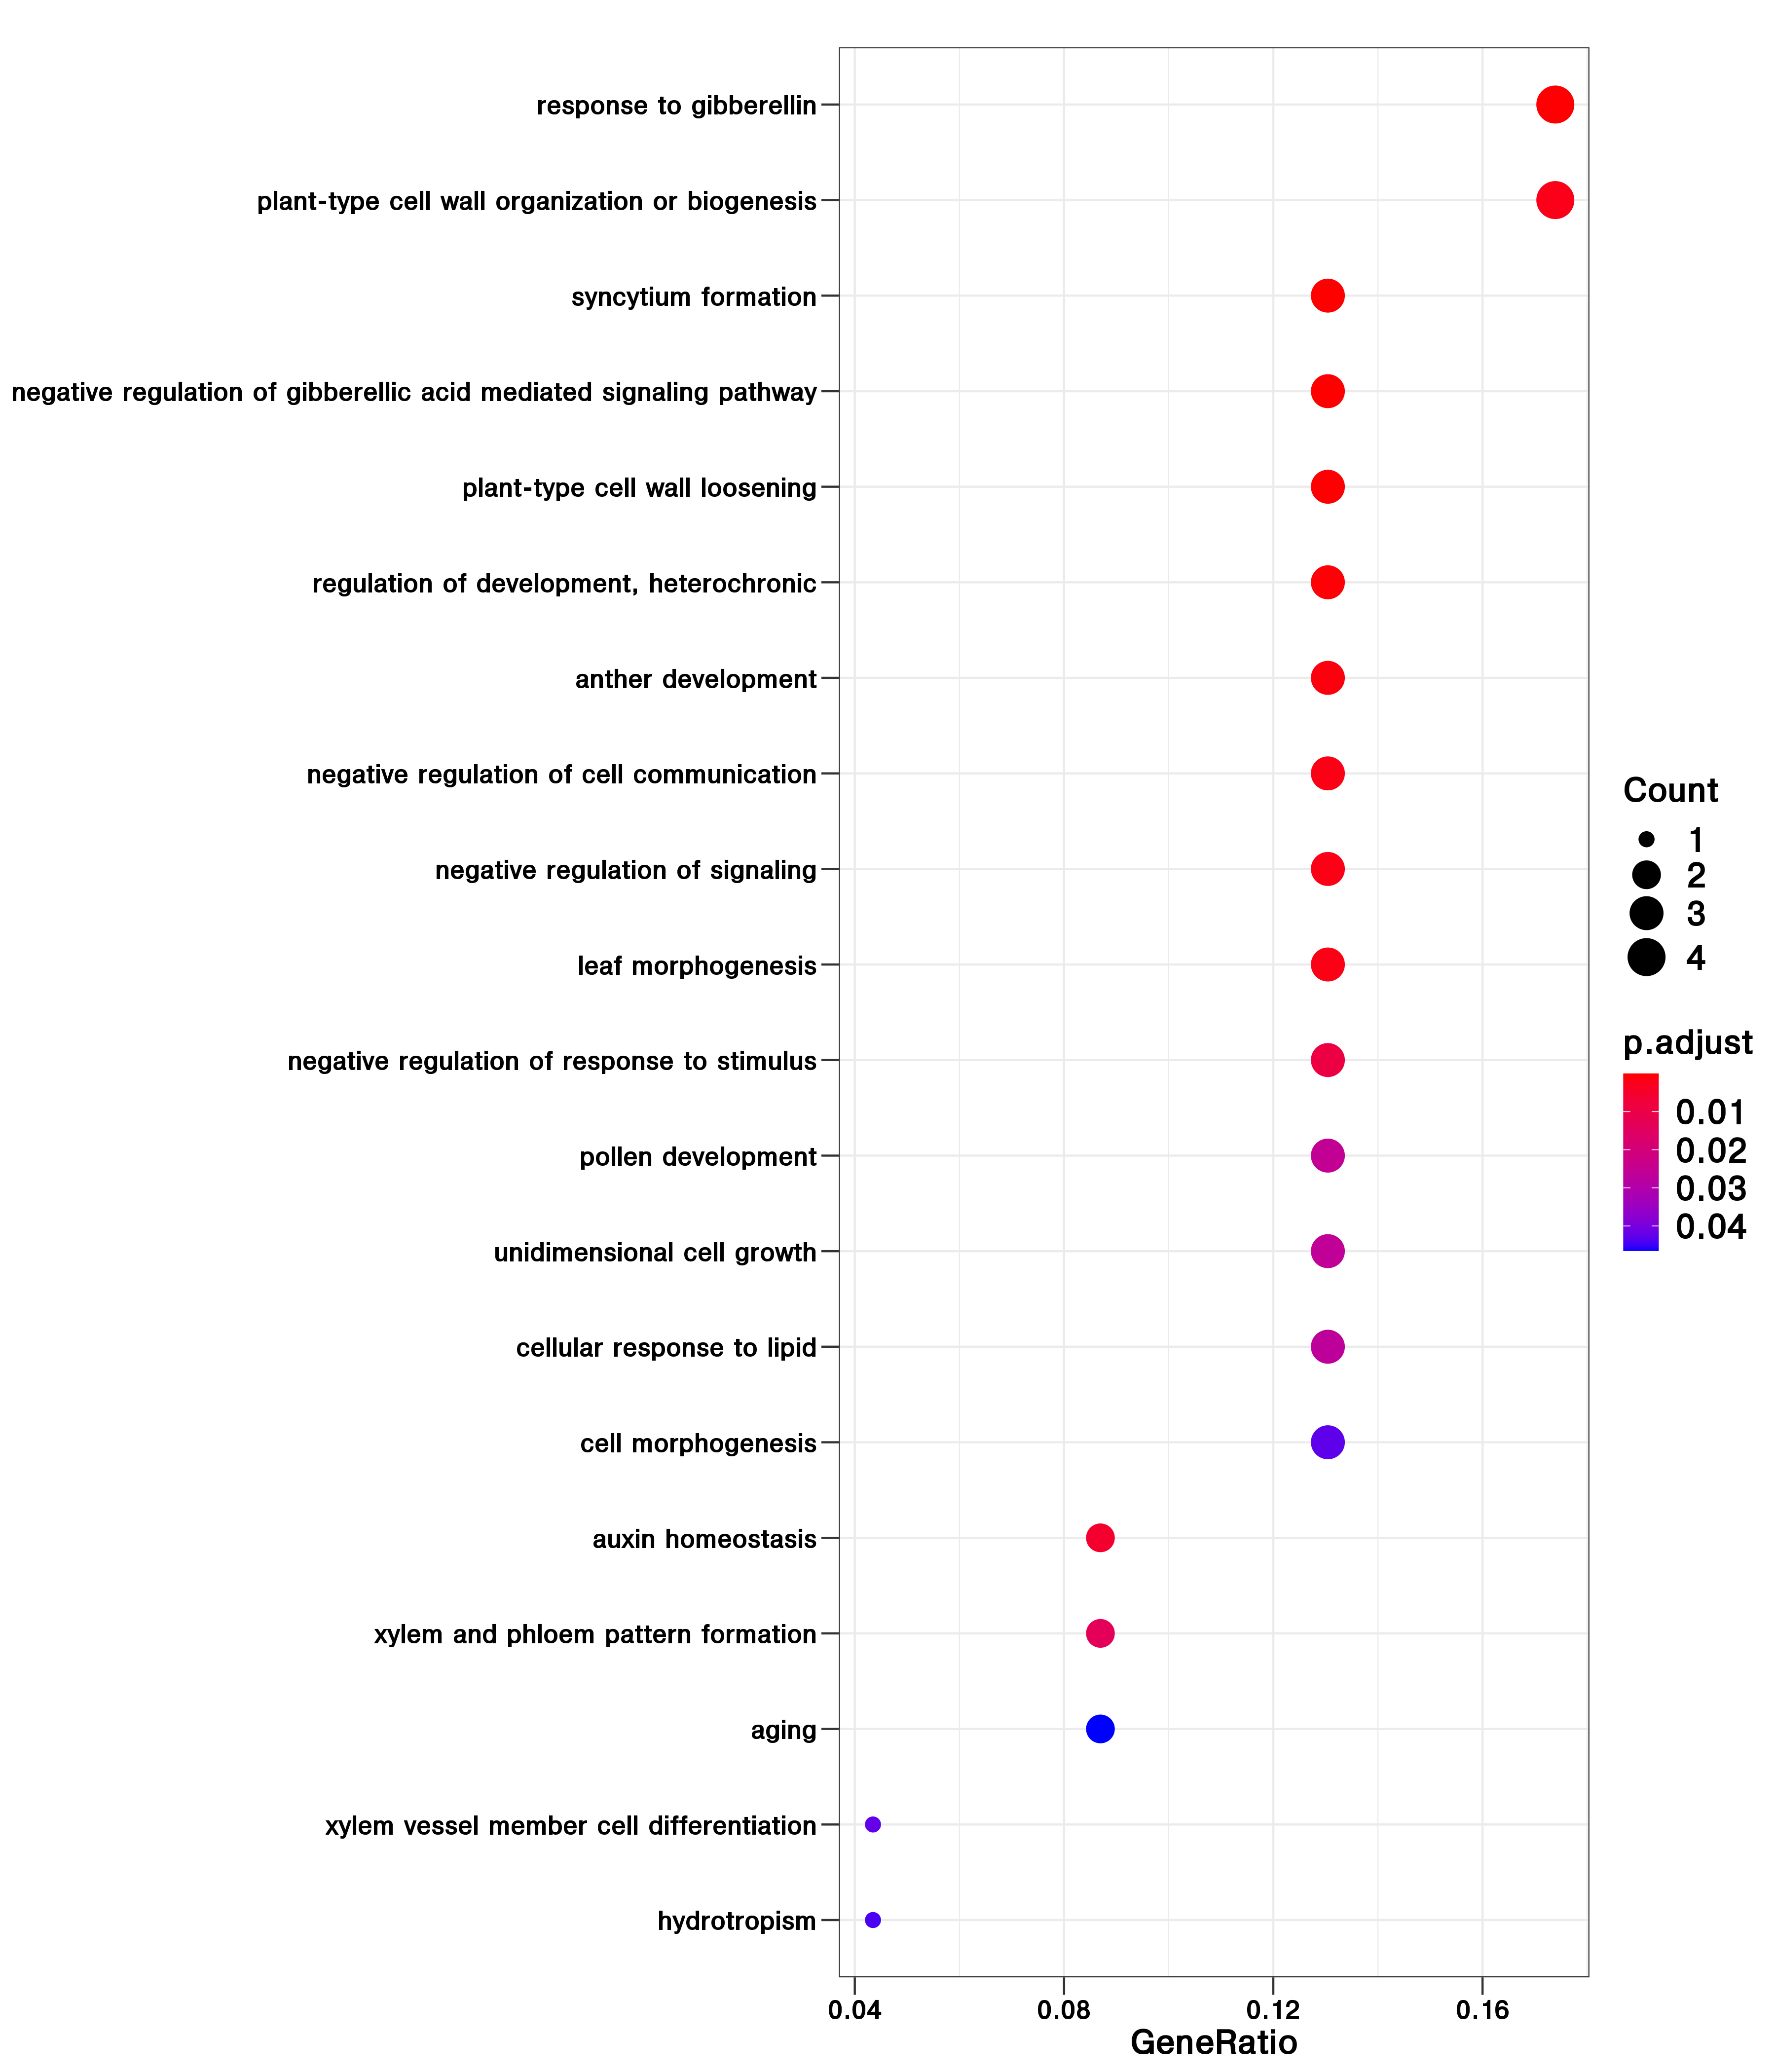 response to gibberellin
plant-type cell wall organization or biogenesis
syncytium formation
negative regulation of gibberellic acid mediated signaling pathway
plant-type cell wall loosening
regulation of development, heterochronic
anther development
negative regulation of cell communication
negative regulation of signaling
leaf morphogenesis
negative regulation of response to stimulus
pollen development
unidimensional cell growth
cellular response to lipid
cell morphogenesis
auxin homeostasis
xylem and phloem pattern formation
aging
xylem vessel member cell differentiation
hydrotropism
0.04 0.08 0.12 0.16
GeneRatio
Count
1
2
3
4
p.adjust
0.01
0.02
0.03
0.04